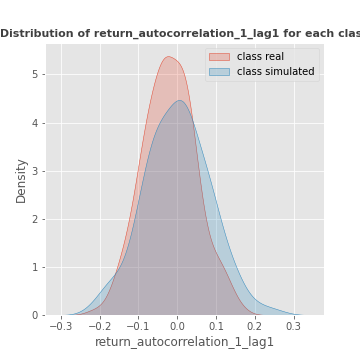 Distribution of return_autocorrelation_1_lag1 for each clas
class real
class simulated
Density
5
4
3
2
1
0
−0.3 −0.2 −0.1 0.0 0.1 0.2 0.3
return_autocorrelation_1_lag1